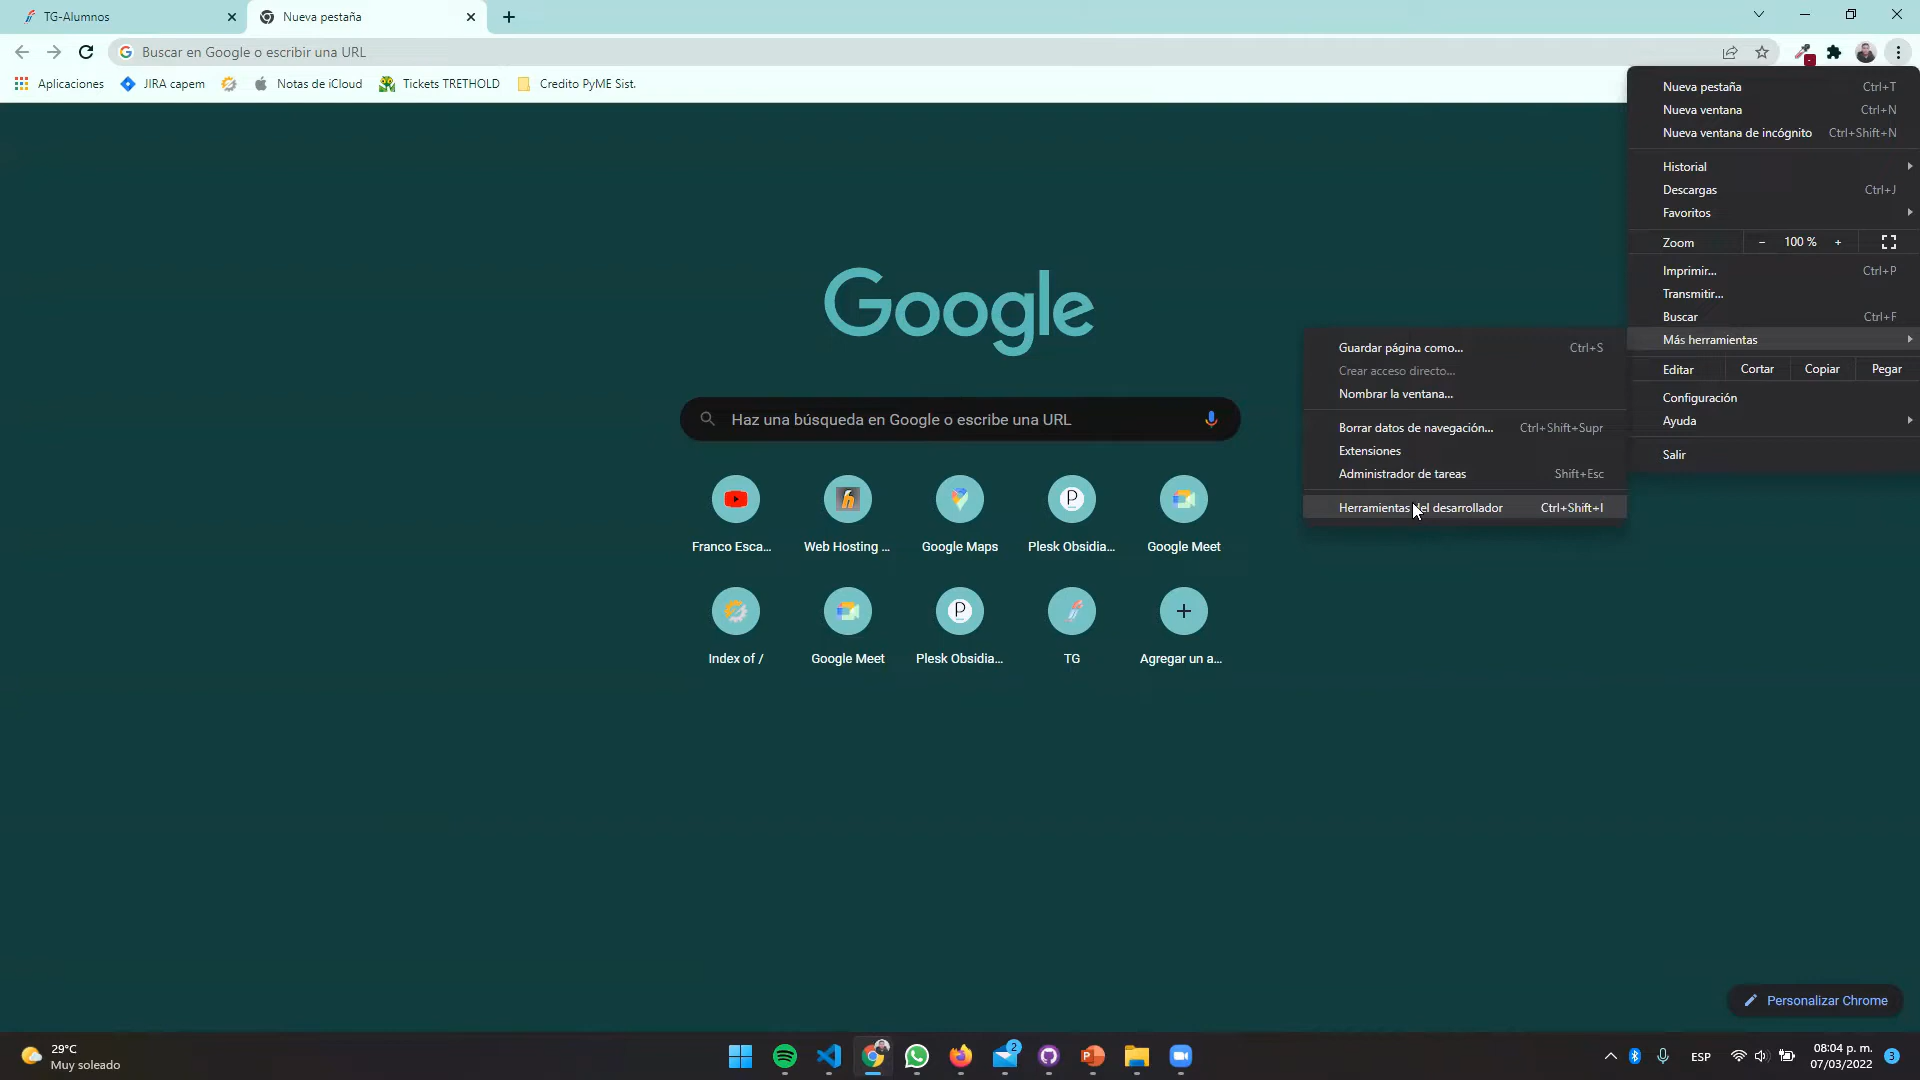 TG-Alumnos
Nueva pestaña
Buscar en Google o escribir una URL
Aplicaciones
JIRA capem
Notas de iCloud
Tickets TRETHOLD
Credito PyME Sist.
Nueva pestaña Ctrl+T
Nueva ventana Ctrl+N
Nueva ventana de incógnito Ctrl+Shift+N
Historial
Descargas Ctrl+J
Favoritos
Zoom − 100 % +
Imprimir... Ctrl+P
Transmitir...
Buscar Ctrl+F
Más herramientas
Editar Cortar Copiar Pegar
Configuración
Ayuda
Salir
Guardar página como... Ctrl+S
Crear acceso directo...
Nombrar la ventana...
Borrar datos de navegación... Ctrl+Shift+Supr
Extensiones
Administrador de tareas Shift+Esc
Herramientas del desarrollador Ctrl+Shift+I
Google
Haz una búsqueda en Google o escribe una URL
Franco Esca...
Web Hosting ...
Google Maps
Plesk Obsidia...
Google Meet
Index of /
Google Meet
Plesk Obsidia...
TG
Agregar un a...
Personalizar Chrome
29°C
Muy soleado
2
ESP
08:04 p. m.
07/03/2022
3